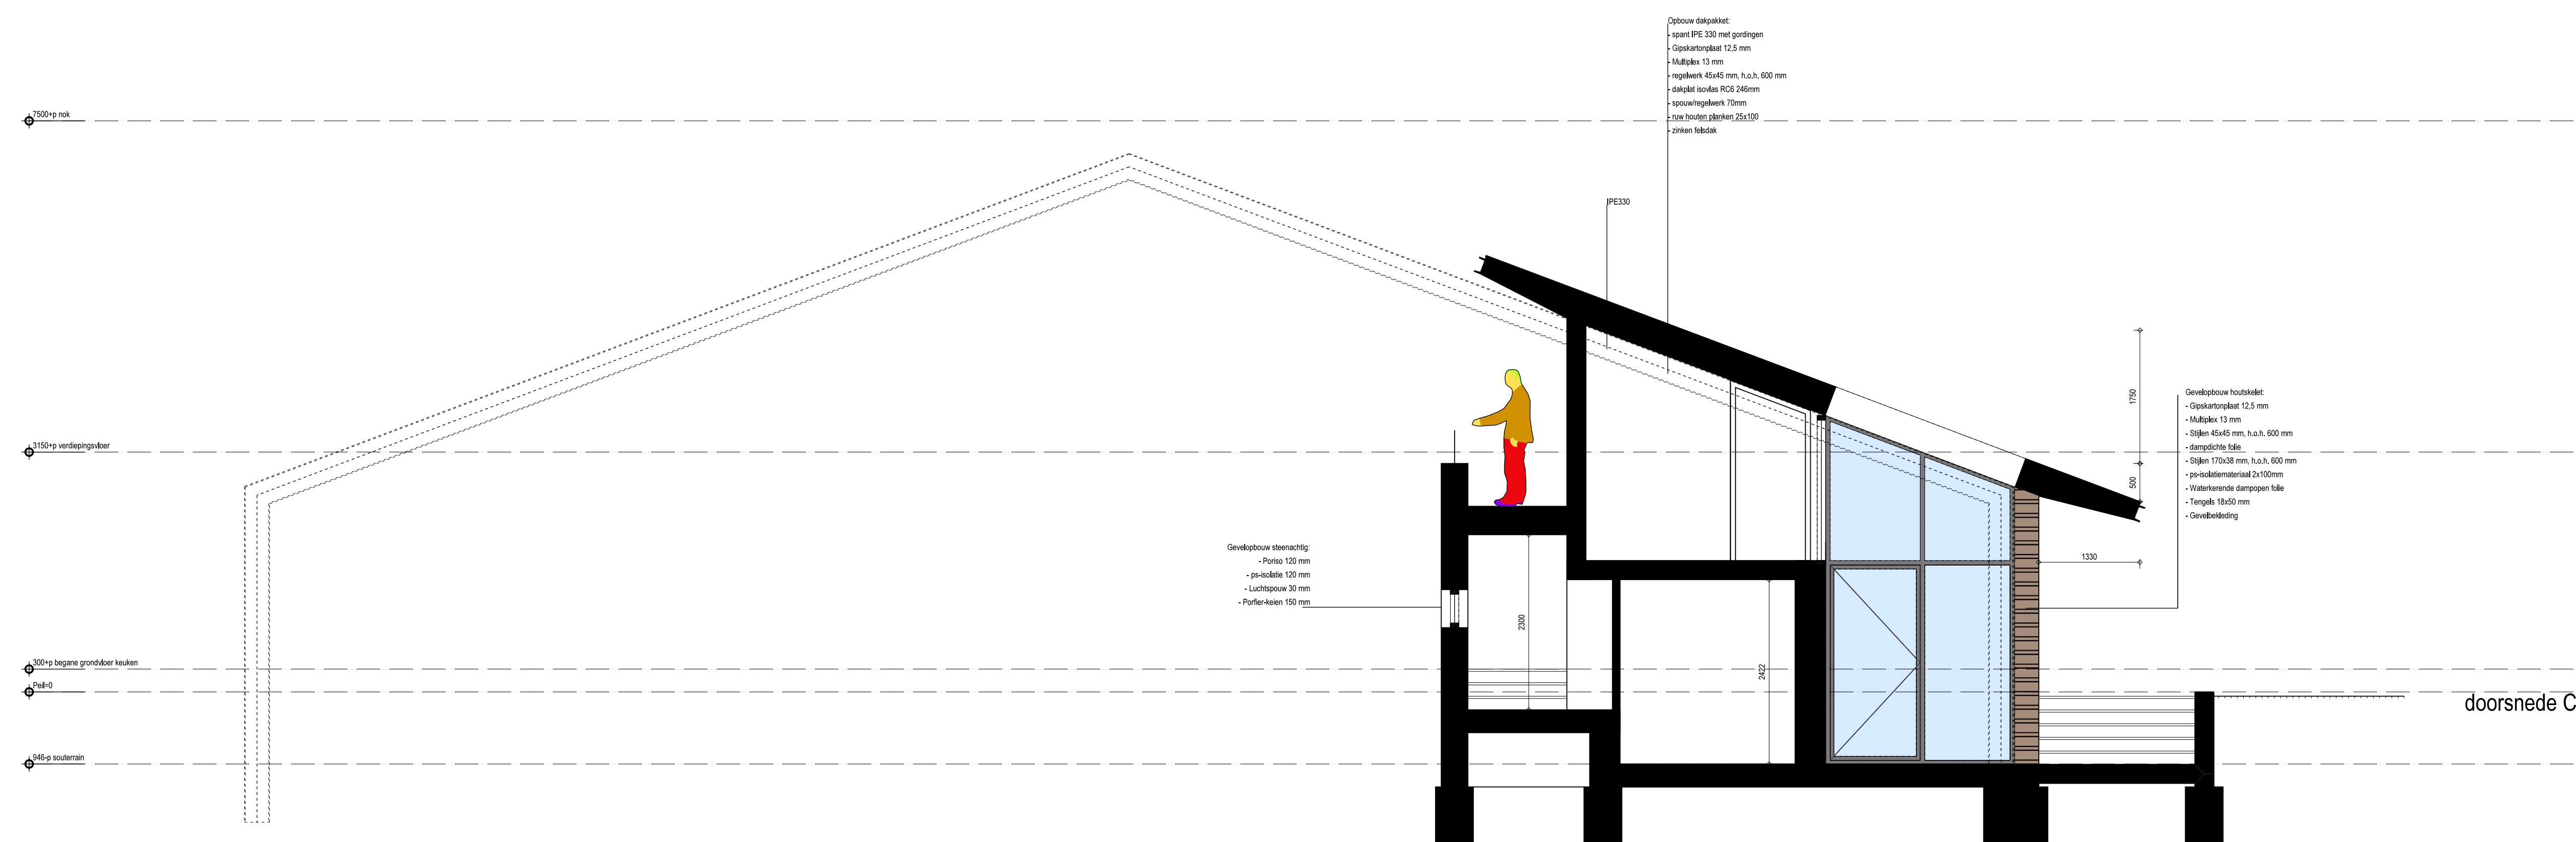 Opbouw dakpakket:
- spant IPE 330 met gordingen
- Gipskartonplaat 12,5 mm
- Multiplex 13 mm
- regelwerk 45x45 mm, h.o.h. 600 mm
- dakplat isovlas RC6 246mm
- spouw/regelwerk 70mm
- ruw houten planken 25x100
- zinken felsdak
7500+p nok
IPE330
3150+p verdiepingsvloer
1750
500
Gevelopbouw houtskelet:
- Gipskartonplaat 12,5 mm
- Multiplex 13 mm
- Stijlen 45x45 mm, h.o.h. 600 mm
- dampdichte folie
- Stijlen 170x38 mm, h.o.h. 600 mm
- ps-isolatiemateriaal 2x100mm
- Waterkerende dampopen folie
- Tengels 18x50 mm
- Gevelbekleding
Gevelopbouw steenachtig:
- Poriso 120 mm
- ps-isolatie 120 mm
- Luchtspouw 30 mm
- Porfier-keien 150 mm
1330
2300
2422
300+p begane grondvloer keuken
Peil=0
946-p souterrain
doorsnede C